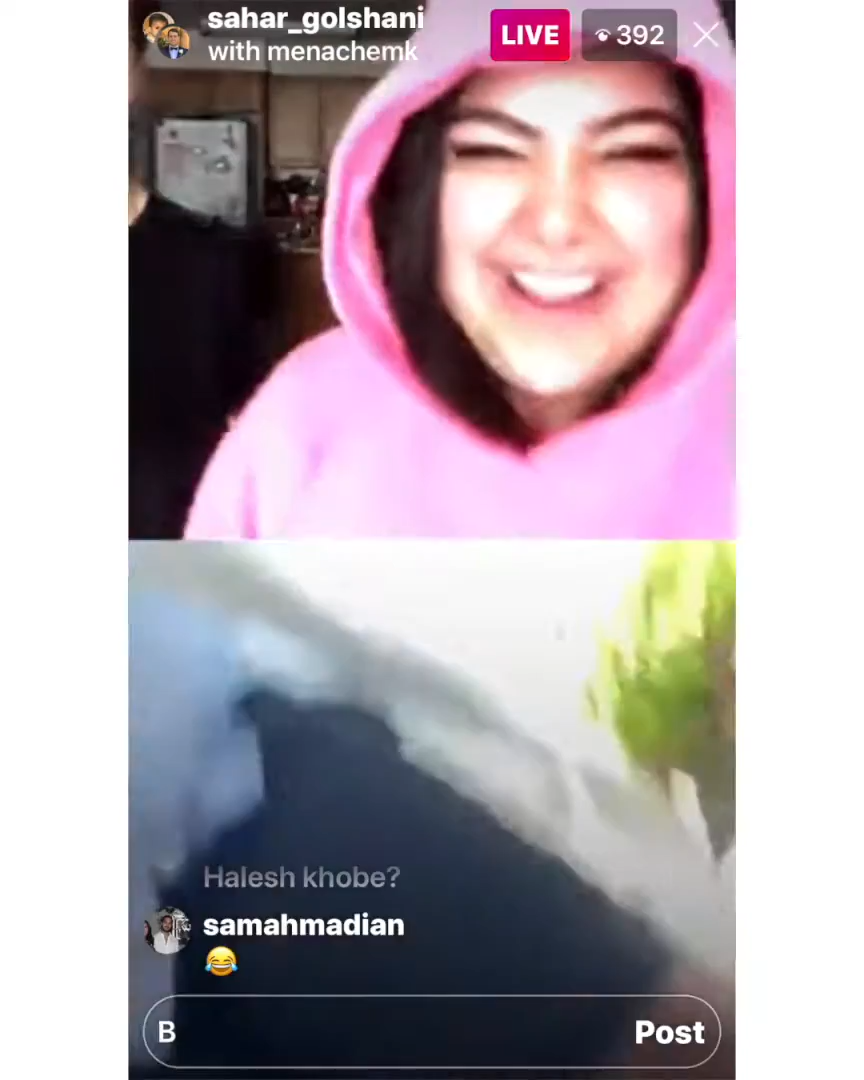 sahar_golshani
with menachemk
LIVE
392
Halesh khobe?
samahmadian
😂
B
Post